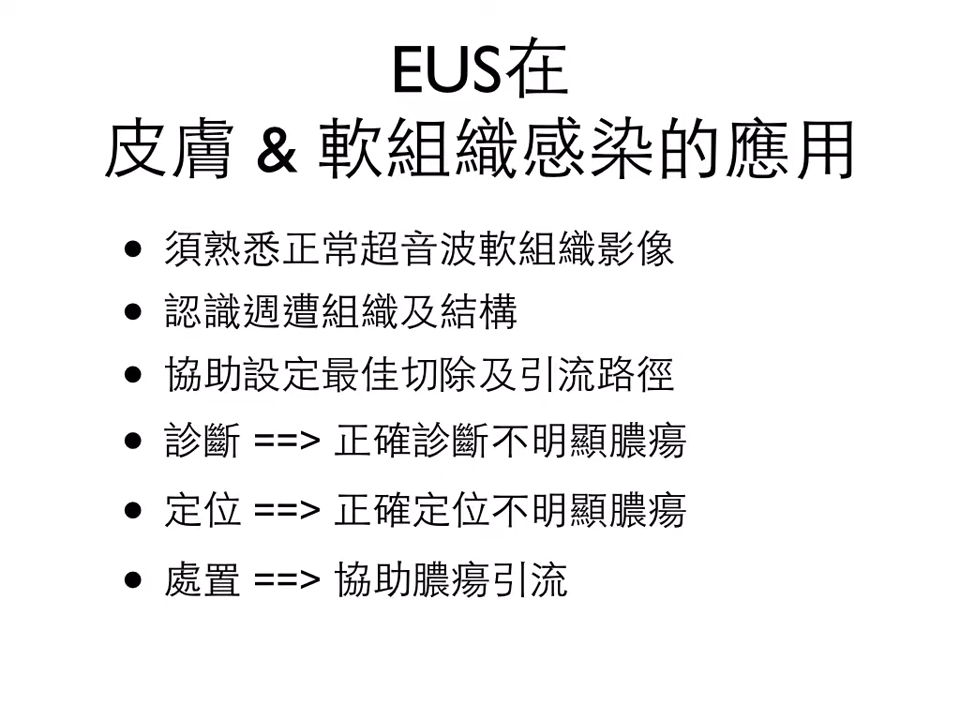 EUS在
皮膚 & 軟組織感染的應用
• 須熟悉正常超音波軟組織影像
• 認識週遭組織及結構
• 協助設定最佳切除及引流路徑
• 診斷 ==> 正確診斷不明顯膿瘍
• 定位 ==> 正確定位不明顯膿瘍
• 處置 ==> 協助膿瘍引流